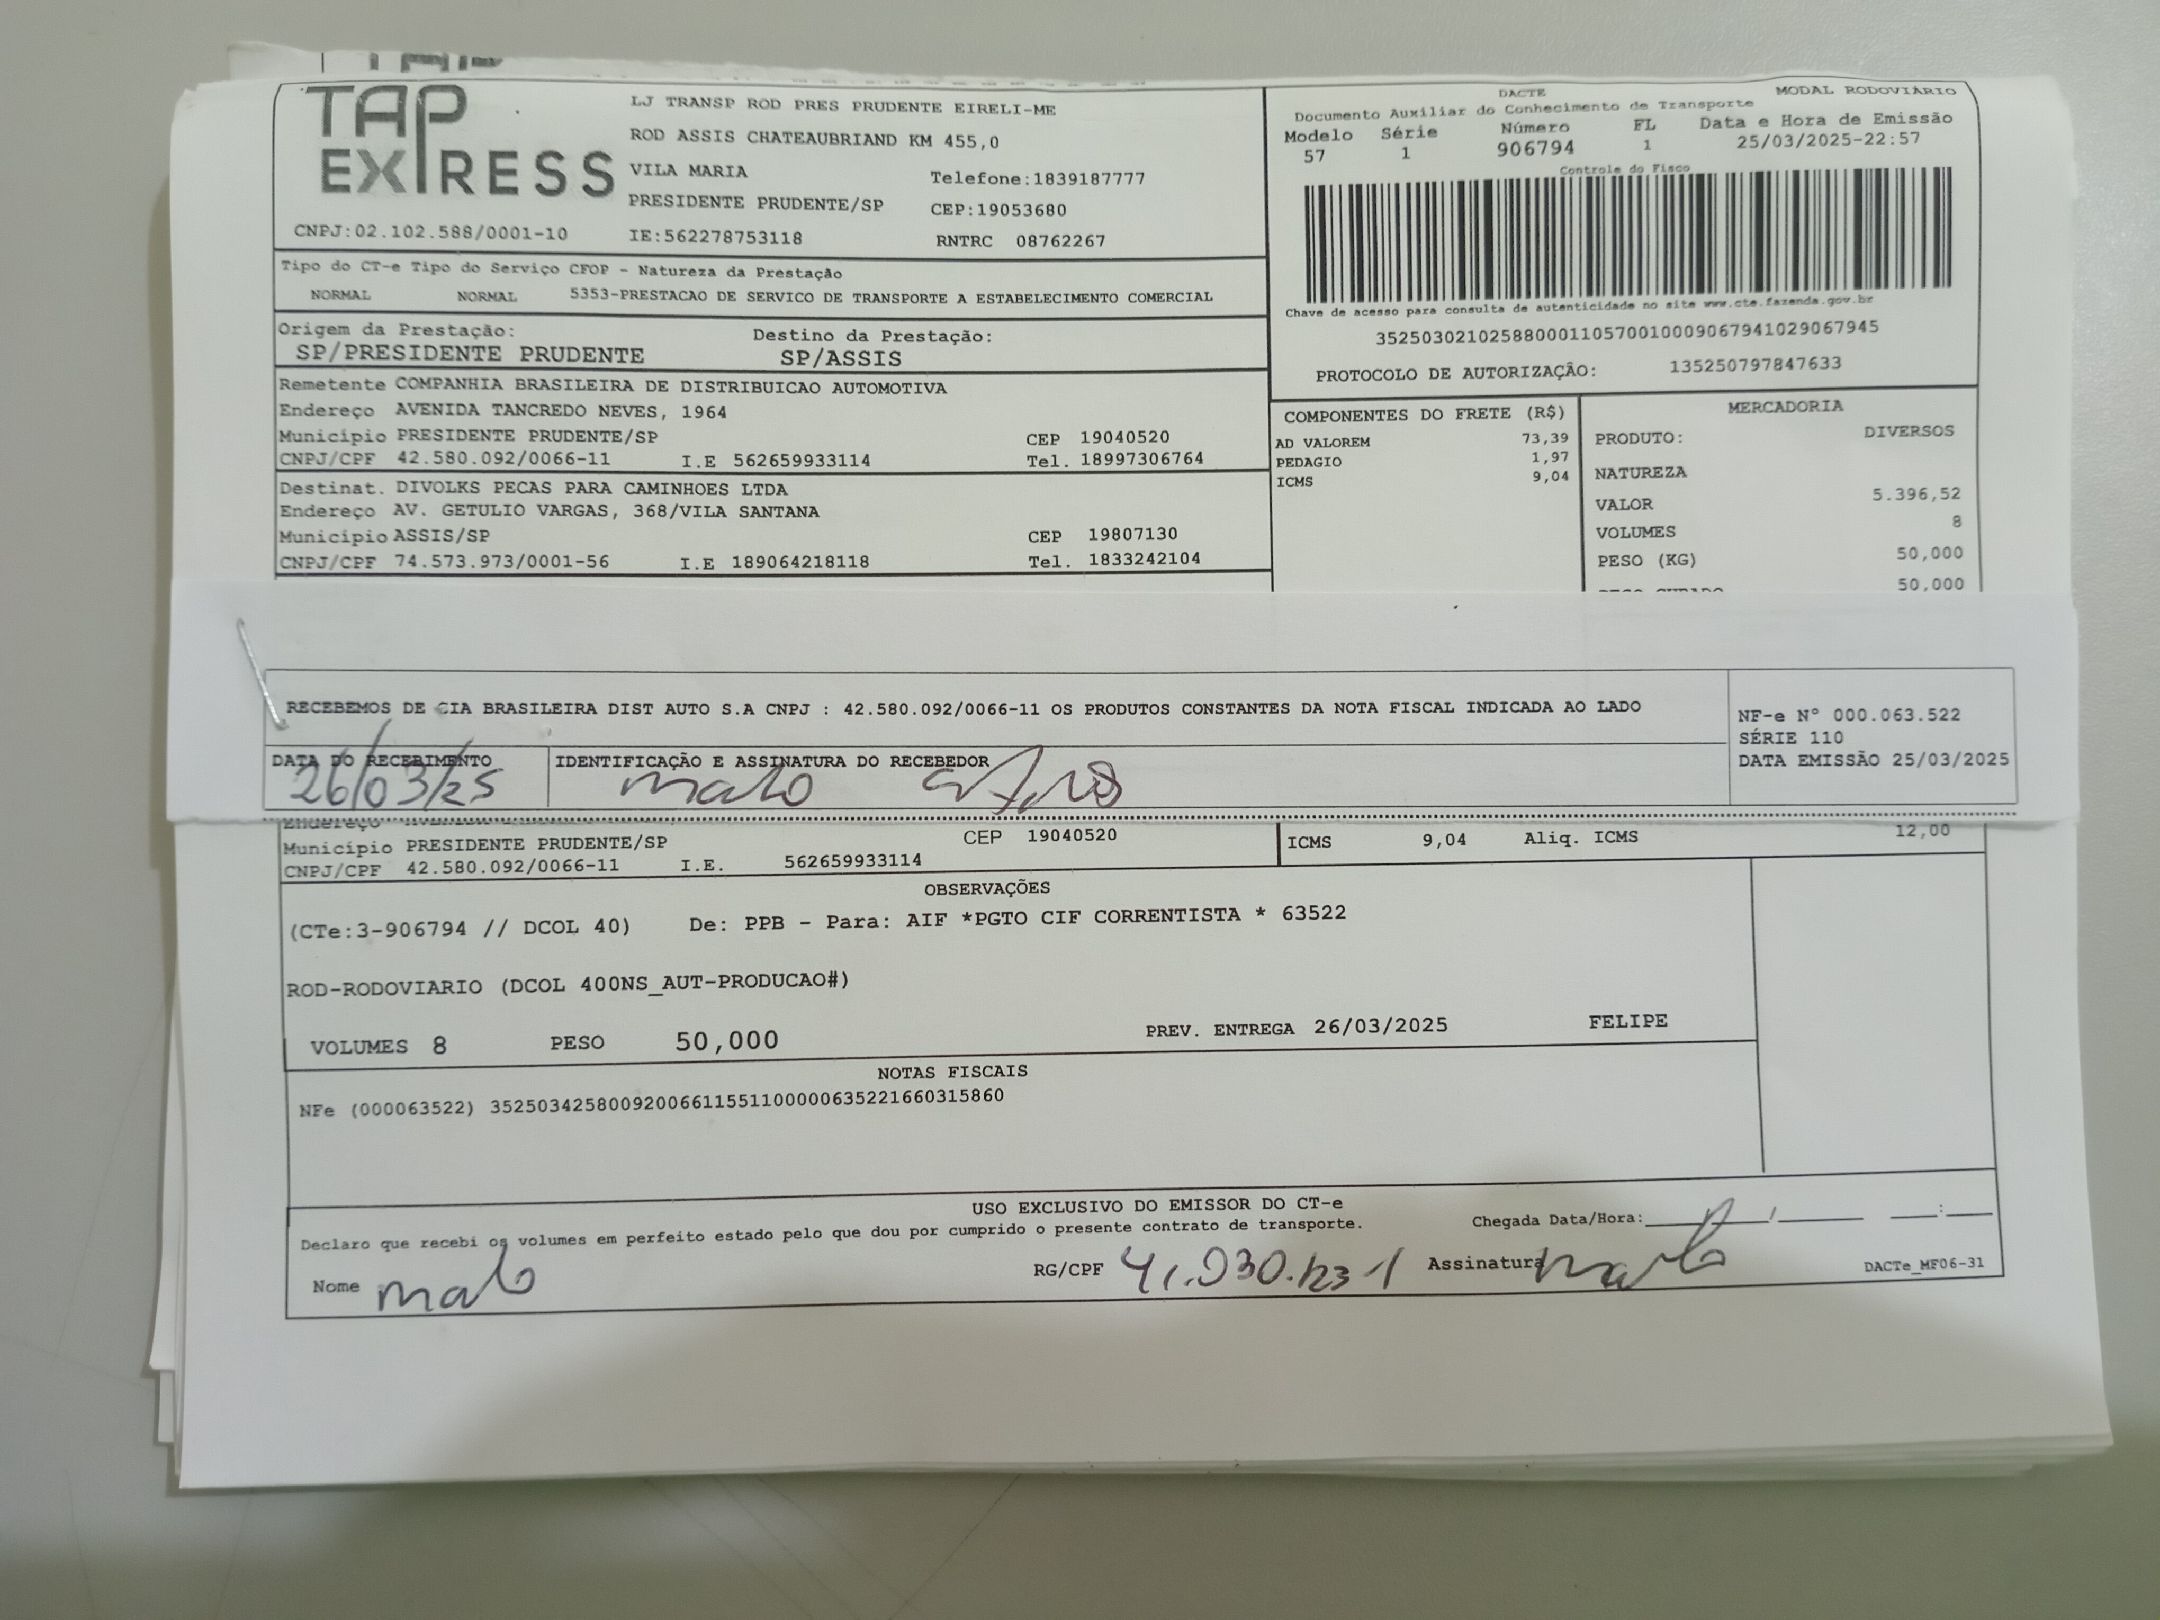 TAP EXPRESS
LJ TRANSP ROD PRES PRUDENTE EIRELI-ME
ROD ASSIS CHATEAUBRIAND KM 455,0
VILA MARIA Telefone:1839187777
PRESIDENTE PRUDENTE/SP CEP:19053680
CNPJ:02.102.588/0001-10 IE:562278753118 RNTRC 08762267
DACTE MODAL RODOVIÁRIO
Documento Auxiliar do Conhecimento de Transporte
Modelo Série Número FL Data e Hora de Emissão
57 1 906794 1 25/03/2025-22:57
Controle do Fisco
Chave de acesso para consulta de autenticidade no site www.cte.fazenda.gov.br
35250302102588000110570010009067941029067945
PROTOCOLO DE AUTORIZAÇÃO: 135250797847633
Tipo do CT-e Tipo do Serviço CFOP - Natureza da Prestação
NORMAL NORMAL 5353-PRESTACAO DE SERVICO DE TRANSPORTE A ESTABELECIMENTO COMERCIAL
Origem da Prestação: Destino da Prestação:
SP/PRESIDENTE PRUDENTE SP/ASSIS
Remetente COMPANHIA BRASILEIRA DE DISTRIBUICAO AUTOMOTIVA
Endereço AVENIDA TANCREDO NEVES, 1964
Município PRESIDENTE PRUDENTE/SP CEP 19040520
CNPJ/CPF 42.580.092/0066-11 I.E 562659933114 Tel. 18997306764
Destinat. DIVOLKS PECAS PARA CAMINHOES LTDA
Endereço AV. GETULIO VARGAS, 368/VILA SANTANA
Município ASSIS/SP CEP 19807130
CNPJ/CPF 74.573.973/0001-56 I.E 189064218118 Tel. 1833242104
COMPONENTES DO FRETE (R$)
AD VALOREM 73,39
PEDAGIO 1,97
ICMS 9,04
MERCADORIA
PRODUTO: DIVERSOS
NATUREZA
VALOR 5.396,52
VOLUMES 8
PESO (KG) 50,000
50,000
RECEBEMOS DE CIA BRASILEIRA DIST AUTO S.A CNPJ : 42.580.092/0066-11 OS PRODUTOS CONSTANTES DA NOTA FISCAL INDICADA AO LADO
NF-e Nº 000.063.522
SÉRIE 110
DATA EMISSÃO 25/03/2025
DATA DO RECEBIMENTO IDENTIFICAÇÃO E ASSINATURA DO RECEBEDOR
26/03/25
Endereço
Município PRESIDENTE PRUDENTE/SP CEP 19040520
CNPJ/CPF 42.580.092/0066-11 I.E. 562659933114
ICMS 9,04 Aliq. ICMS 12,00
OBSERVAÇÕES
(CTe:3-906794 // DCOL 40) De: PPB - Para: AIF *PGTO CIF CORRENTISTA * 63522
ROD-RODOVIARIO (DCOL 400NS_AUT-PRODUCAO#)
VOLUMES 8 PESO 50,000 PREV. ENTREGA 26/03/2025 FELIPE
NOTAS FISCAIS
NFe (000063522) 35250342580092006611551100000635221660315860
USO EXCLUSIVO DO EMISSOR DO CT-e
Declaro que recebi os volumes em perfeito estado pelo que dou por cumprido o presente contrato de transporte.
Chegada Data/Hora:
Nome RG/CPF Assinatura
DACTe_MF06-31